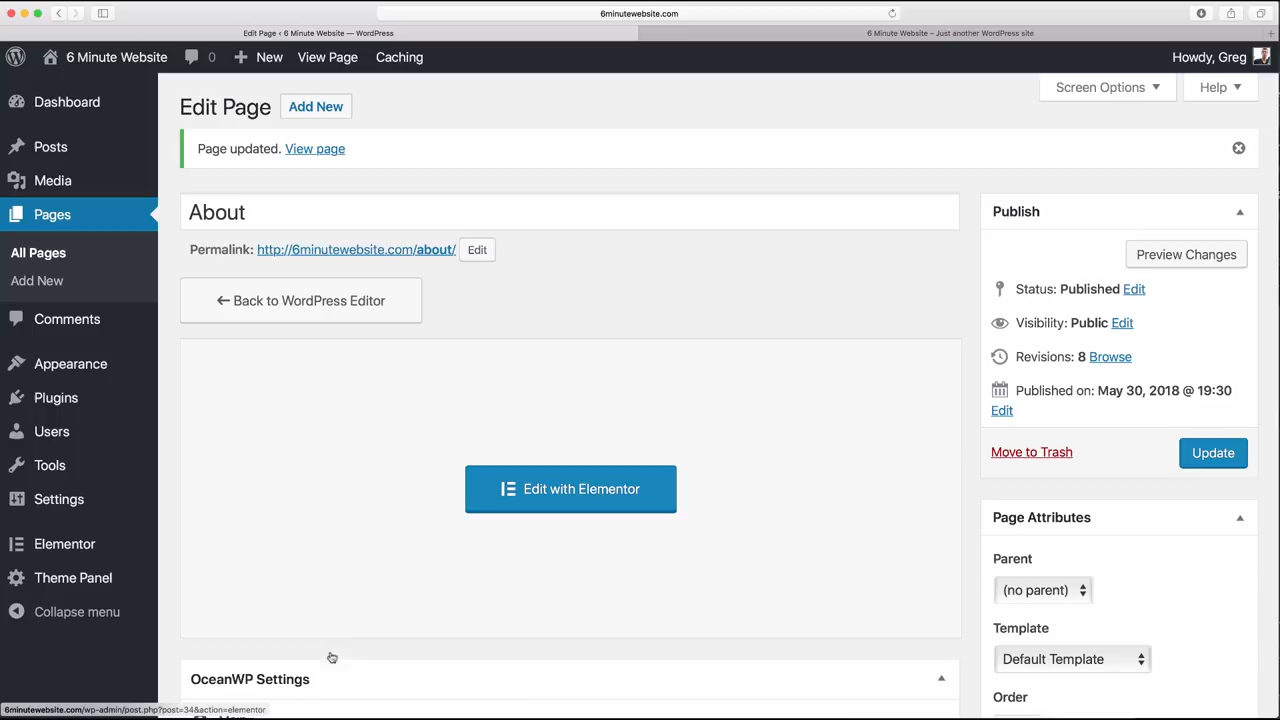 6minutewebsite.com
Edit Page ‹ 6 Minute Website — WordPress
6 Minute Website – Just another WordPress site
6 Minute Website 0 New View Page Caching Howdy, Greg
Dashboard
Posts
Media
Pages
All Pages
Add New
Comments
Appearance
Plugins
Users
Tools
Settings
Elementor
Theme Panel
Collapse menu
Screen Options
Help
Edit Page Add New
Page updated. View page
About
Permalink: http://6minutewebsite.com/about/ Edit
← Back to WordPress Editor
Edit with Elementor
OceanWP Settings
Publish
Preview Changes
Status: Published Edit
Visibility: Public Edit
Revisions: 8 Browse
Published on: May 30, 2018 @ 19:30
Edit
Move to Trash Update
Page Attributes
Parent
(no parent)
Template
Default Template
Order
6minutewebsite.com/wp-admin/post.php?post=34&action=elementor